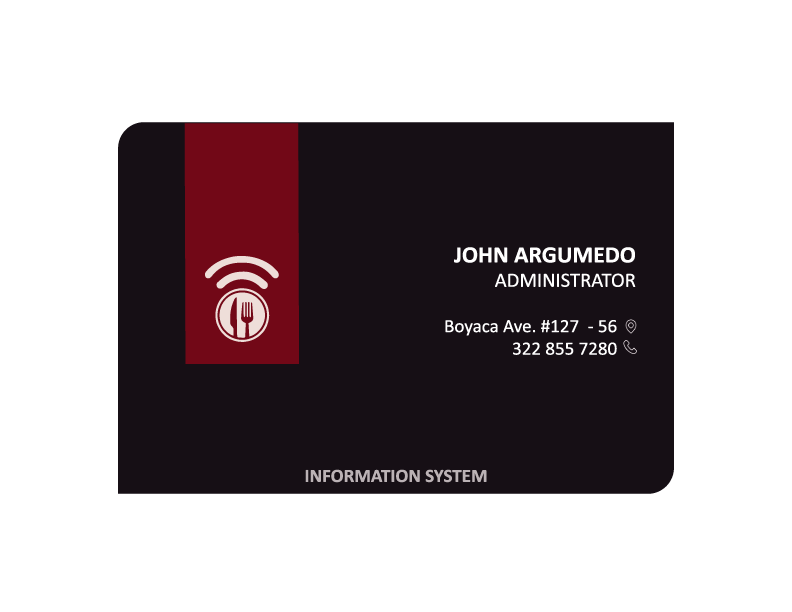 JOHN ARGUMEDO
ADMINISTRATOR
Boyaca Ave. #127 - 56
322 855 7280
INFORMATION SYSTEM